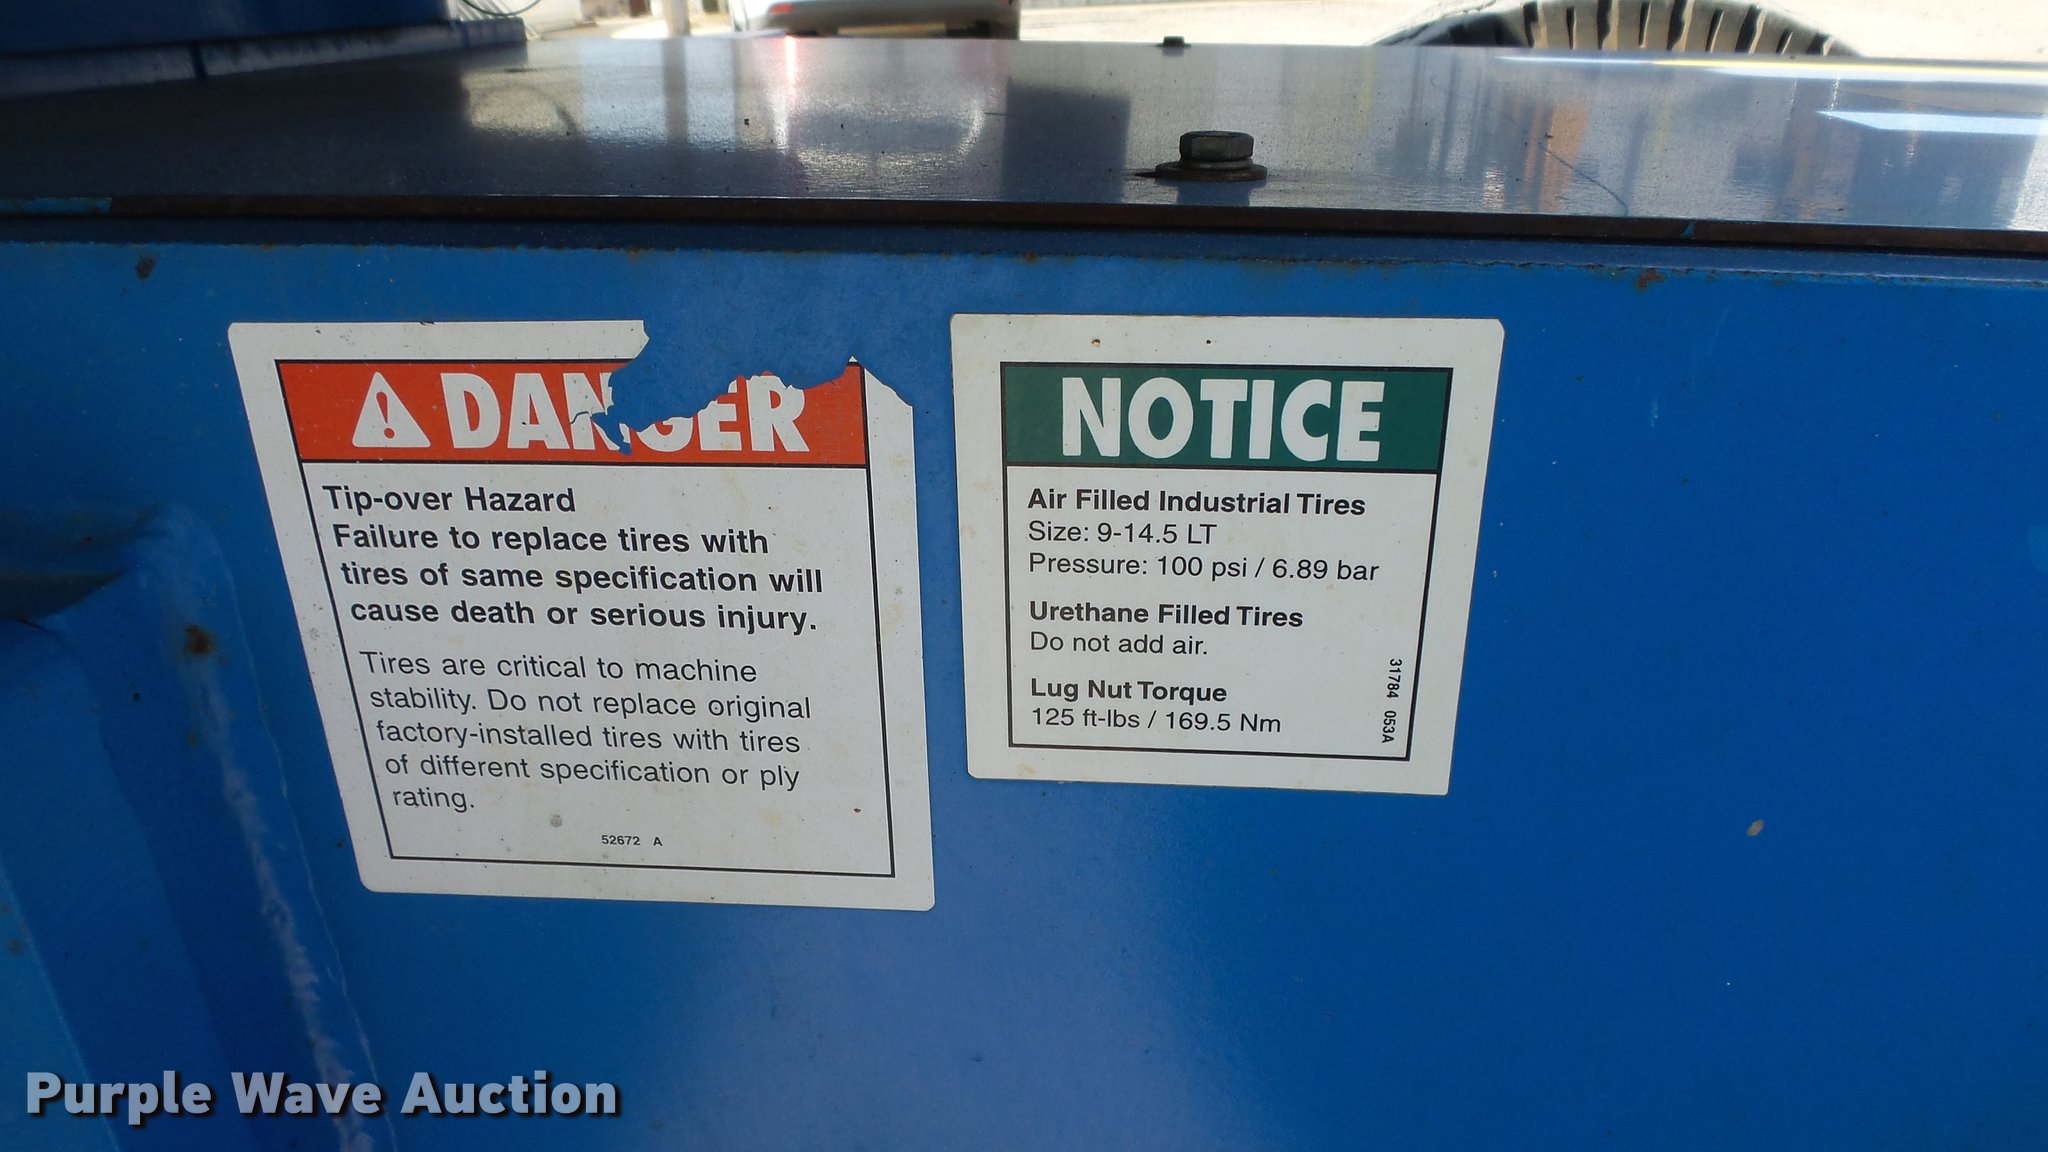 DANGER
Tip-over Hazard
Failure to replace tires with
tires of same specification will
cause death or serious injury.
Tires are critical to machine
stability. Do not replace original
factory-installed tires with tires
of different specification or ply
rating.
52672 A
NOTICE
Air Filled Industrial Tires
Size: 9-14.5 LT
Pressure: 100 psi / 6.89 bar
Urethane Filled Tires
Do not add air.
Lug Nut Torque
125 ft-lbs / 169.5 Nm
31784 053A
Purple Wave Auction